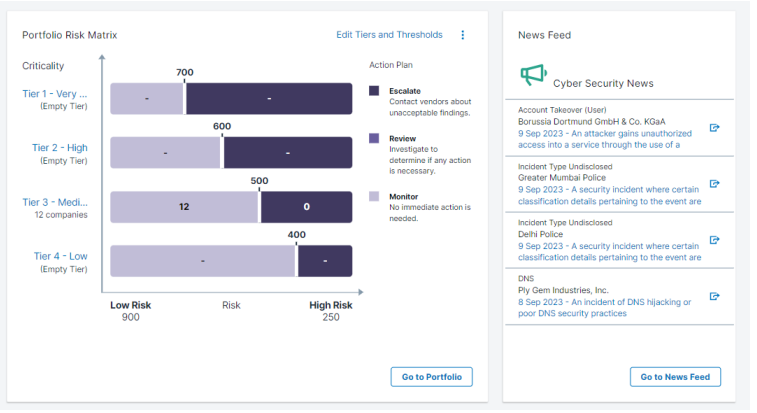 Portfolio Risk Matrix
Edit Tiers and Thresholds
Criticality
Action Plan
700
Tier 1 - Very ...
(Empty Tier)
- -
Escalate
Contact vendors about
unacceptable findings.
600
Tier 2 - High
(Empty Tier)
- -
Review
Investigate to
determine if any action
is necessary.
500
Tier 3 - Medi...
12 companies
12 0
Monitor
No immediate action is
needed.
400
Tier 4 - Low
(Empty Tier)
- -
Low Risk Risk High Risk
900 250
Go to Portfolio
News Feed
Cyber Security News
Account Takeover (User)
Borussia Dortmund GmbH & Co. KGaA
9 Sep 2023 - An attacker gains unauthorized
access into a service through the use of a
Incident Type Undisclosed
Greater Mumbai Police
9 Sep 2023 - A security incident where certain
classification details pertaining to the event are
Incident Type Undisclosed
Delhi Police
9 Sep 2023 - A security incident where certain
classification details pertaining to the event are
DNS
Ply Gem Industries, Inc.
8 Sep 2023 - An incident of DNS hijacking or
poor DNS security practices
Go to News Feed